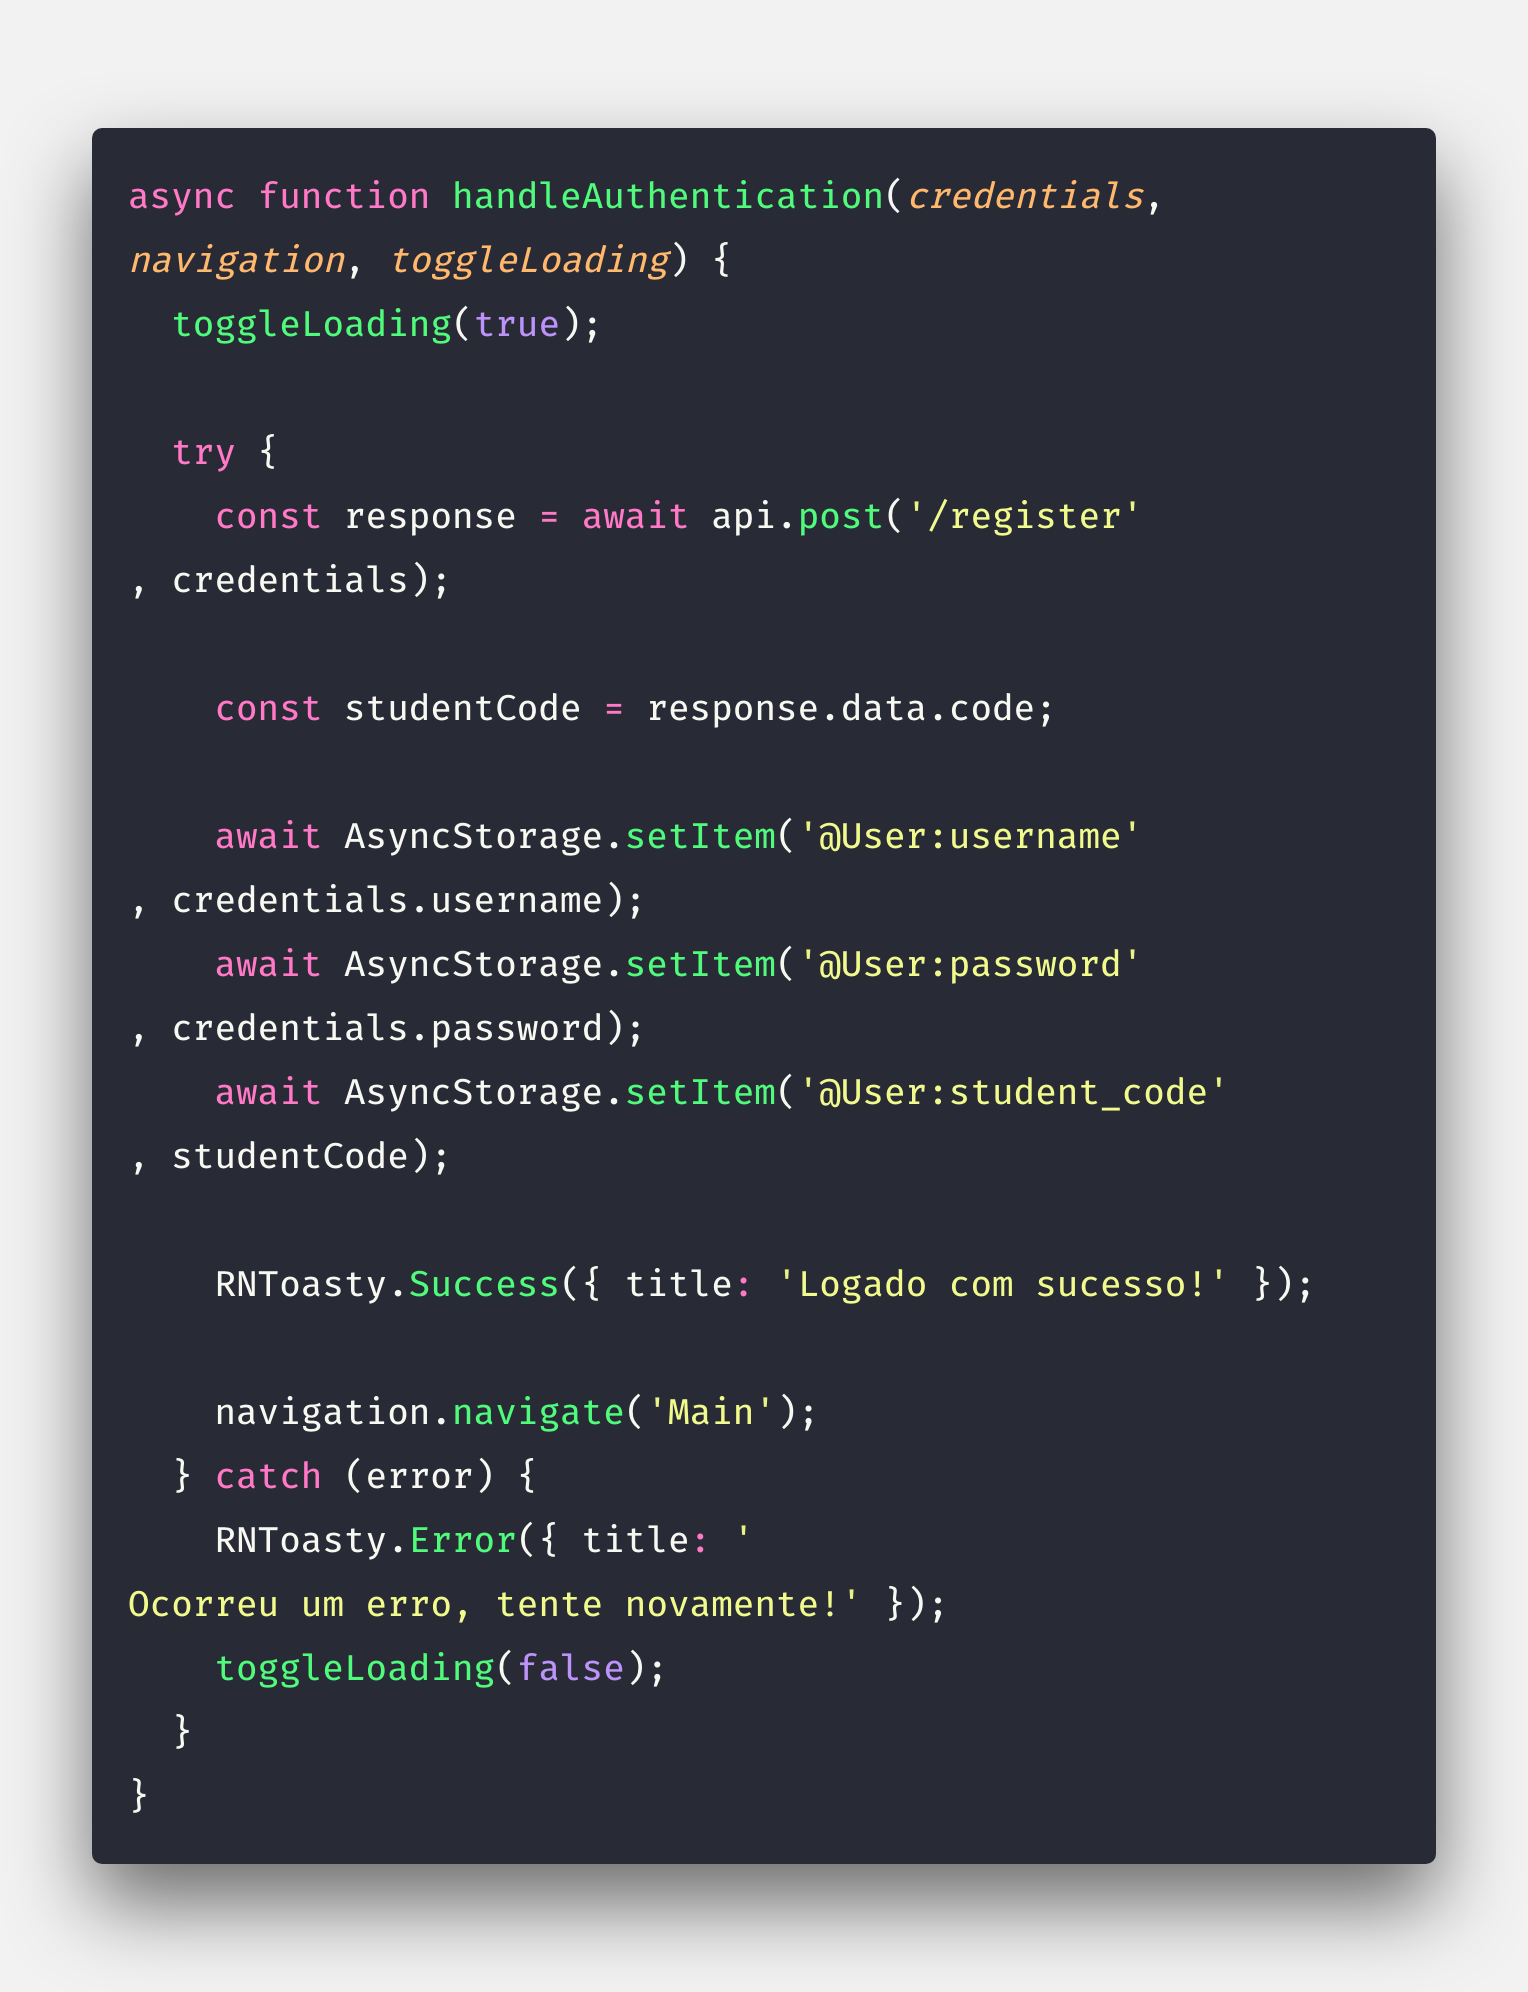 async function handleAuthentication(credentials,
navigation, toggleLoading) {
  toggleLoading(true);

  try {
    const response = await api.post('/register'
, credentials);

    const studentCode = response.data.code;

    await AsyncStorage.setItem('@User:username'
, credentials.username);
    await AsyncStorage.setItem('@User:password'
, credentials.password);
    await AsyncStorage.setItem('@User:student_code'
, studentCode);

    RNToasty.Success({ title: 'Logado com sucesso!' });

    navigation.navigate('Main');
  } catch (error) {
    RNToasty.Error({ title: '
Ocorreu um erro, tente novamente!' });
    toggleLoading(false);
  }
}